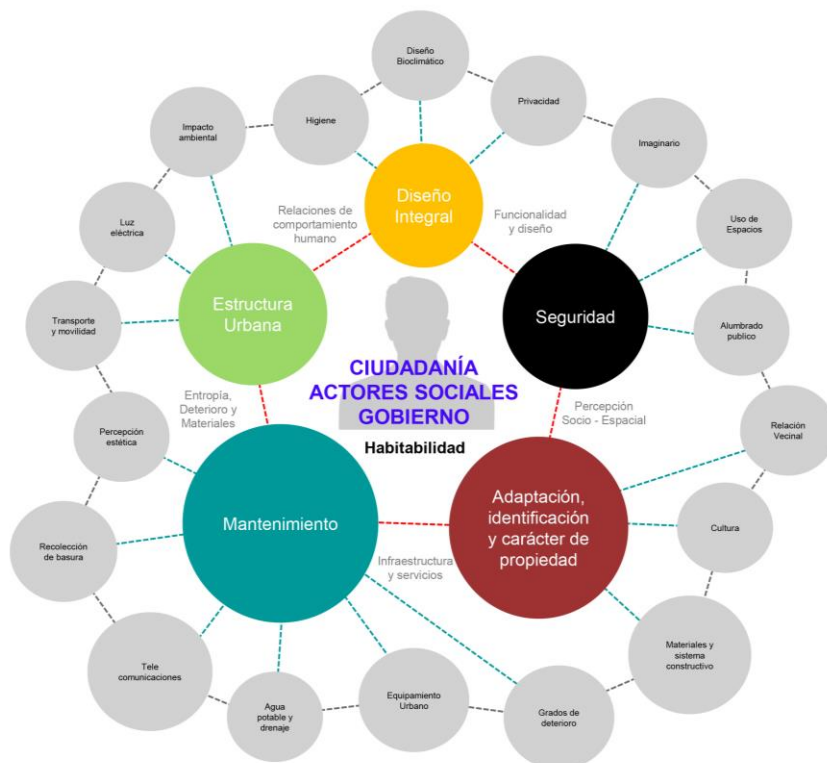 Diseño
Bioclimático
Higiene
Privacidad
Impacto
ambiental
Imaginario
Diseño
Integral
Relaciones de
comportamiento
humano
Funcionalidad
y diseño
Luz
eléctrica
Uso de
Espacios
Estructura
Urbana
Seguridad
Transporte
y movilidad
Alumbrado
publico
CIUDADANÍA
ACTORES SOCIALES
GOBIERNO
Habitabilidad
Entropía,
Deterioro y
Materiales
Percepción
Socio - Espacial
Relación
Vecinal
Percepción
estética
Mantenimiento
Adaptación,
identificación
y carácter de
propiedad
Cultura
Recolección
de basura
Infraestructura
y servicios
Materiales y
sistema
constructivo
Tele
comunicaciones
Equipamiento
Urbano
Agua
potable y
drenaje
Grados de
deterioro